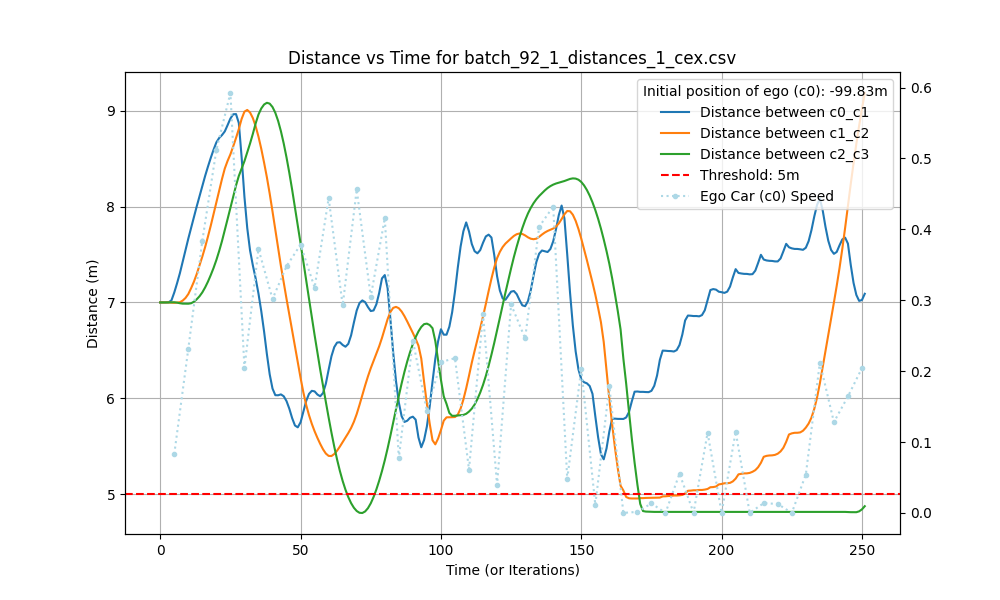 Distance vs Time for batch_92_1_distances_1_cex.csv
Initial position of ego (c0): -99.83m
Distance between c0_c1
Distance between c1_c2
Distance between c2_c3
Threshold: 5m
Ego Car (c0) Speed
Distance (m)
9
8
7
6
5
0.6
0.5
0.4
0.3
0.2
0.1
0.0
0
50
100
150
200
250
Time (or Iterations)